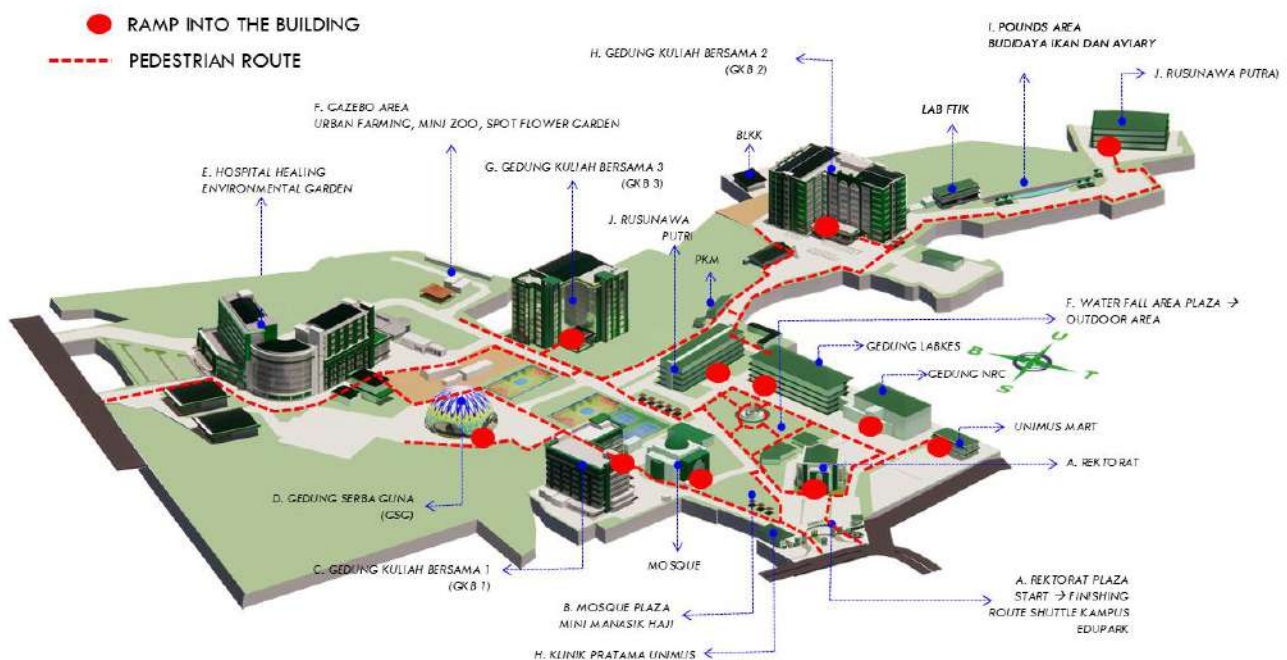 RAMP INTO THE BUILDING
PEDESTRIAN ROUTE
I. POUNDS AREA
BUDIDAYA IKAN DAN AVIARY
H. GEDUNG KULIAH BERSAMA 2
(GKB 2)
J. RUSUNAWA PUTRA)
F. GAZEBO AREA
URBAN FARMING, MINI ZOO, SPOT FLOWER GARDEN
LAB FTIK
BLKK
E. HOSPITAL HEALING
ENVIRONMENTAL GARDEN
G. GEDUNG KULIAH BERSAMA 3
(GKB 3)
J. RUSUNAWA
PUTRI
PKM
F. WATER FALL AREA PLAZA →
OUTDOOR AREA
GEDUNG LABKES
U
B
T
S
GEDUNG NRC
UNIMUS MART
A. REKTORAT
D. GEDUNG SERBA GUNA
(GSG)
C. GEDUNG KULIAH BERSAMA 1
(GKB 1)
MOSQUE
B. MOSQUE PLAZA
MINI MANASIK HAJI
H. KLINIK PRATAMA UNIMUS
A. REKTORAT PLAZA
START → FINISHING
ROUTE SHUTTLE KAMPUS
EDUPARK